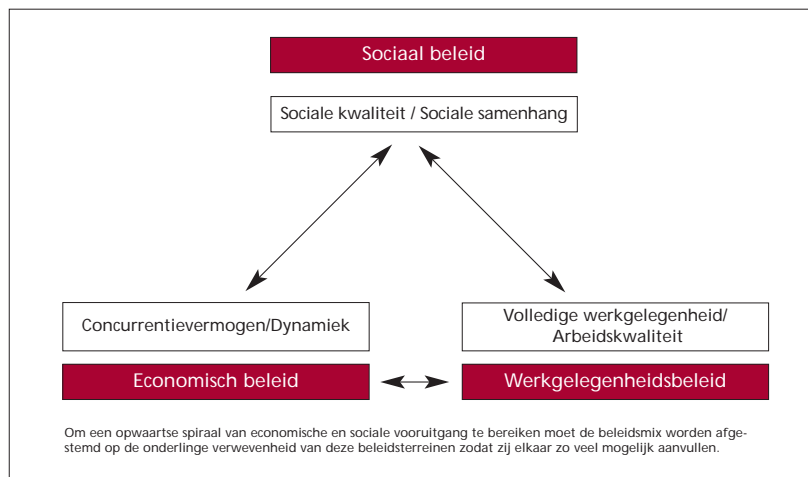 Sociaal beleid
Sociale kwaliteit / Sociale samenhang
Concurrentievermogen/Dynamiek
Volledige werkgelegenheid/
Arbeidskwaliteit
Economisch beleid
Werkgelegenheidsbeleid
Om een opwaartse spiraal van economische en sociale vooruitgang te bereiken moet de beleidsmix worden afge-
stemd op de onderlinge verwevenheid van deze beleidsterreinen zodat zij elkaar zo veel mogelijk aanvullen.